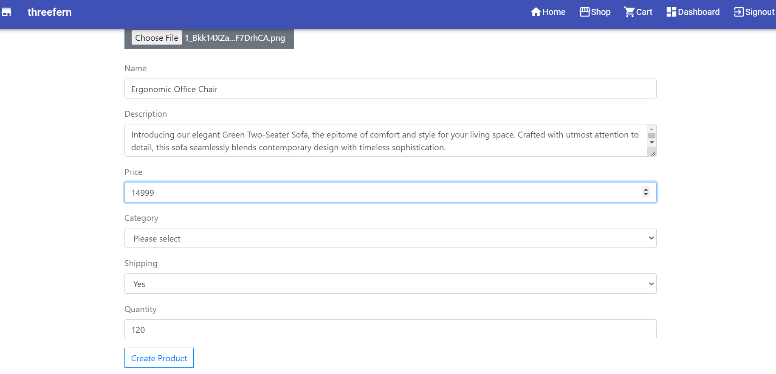 threefern
Home Shop Cart Dashboard Signout
Choose File 1_Bkk14XZa...F7DrhCA.png
Name
Ergonomic Office Chair
Description
Introducing our elegant Green Two-Seater Sofa, the epitome of comfort and style for your living space. Crafted with utmost attention to
detail, this sofa seamlessly blends contemporary design with timeless sophistication.
Price
14999
Category
Please select
Shipping
Yes
Quantity
120
Create Product